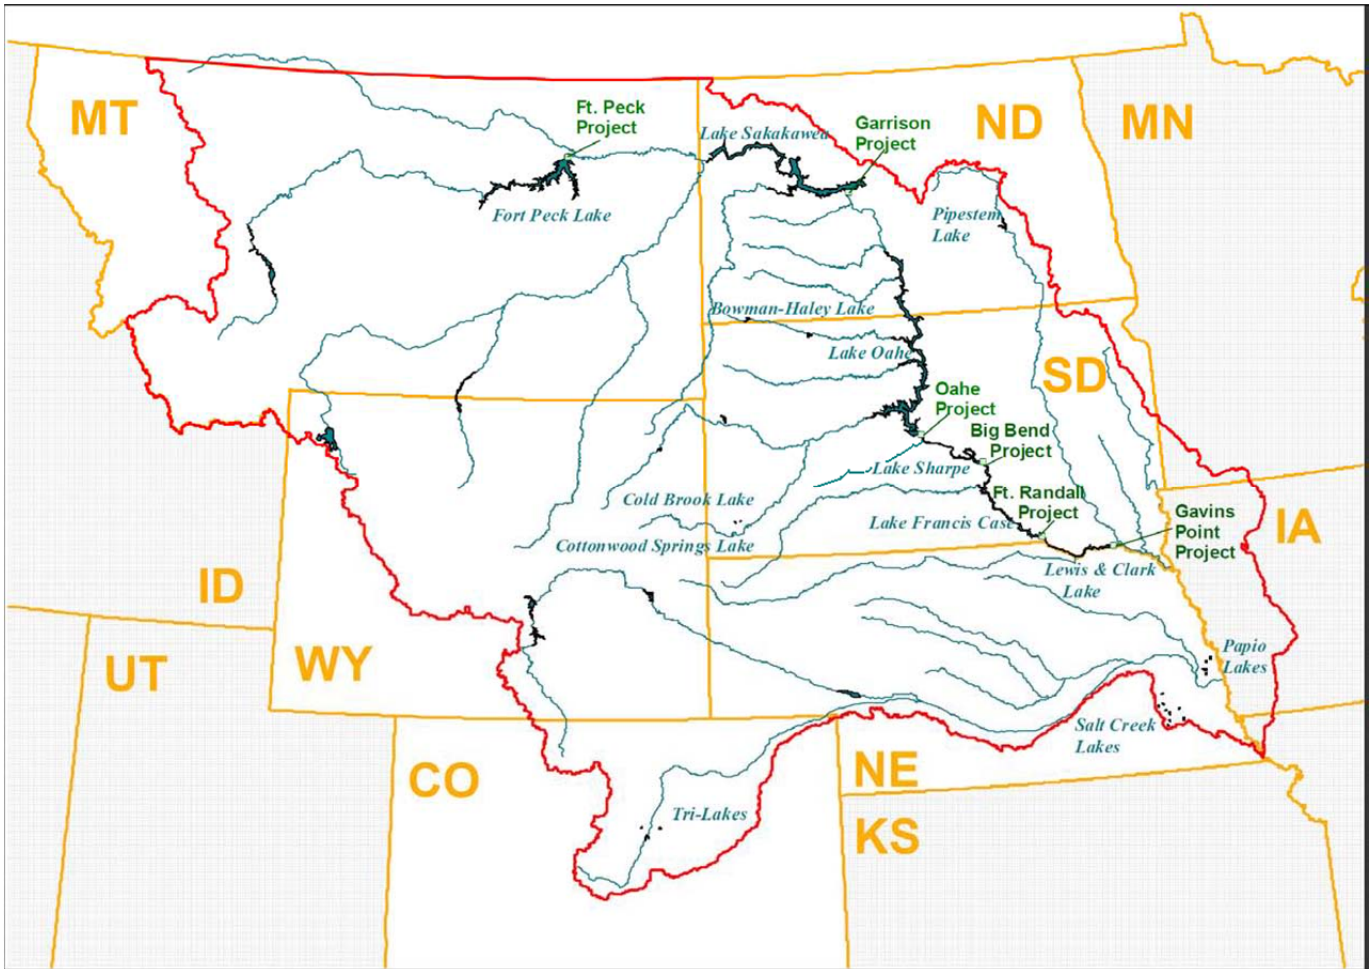 MT
Ft. Peck
Project
Fort Peck Lake
Lake Sakakawea
Garrison
Project
ND
MN
Pipestem
Lake
Bowman-Haley Lake
Lake Oahe
SD
Oahe
Project
Big Bend
Project
Lake Sharpe
Cold Brook Lake
Ft. Randall
Project
Lake Francis Case
Gavins
Point
Project
IA
Cottonwood Springs Lake
Lewis & Clark
Lake
ID
UT
WY
Papio
Lakes
Salt Creek
Lakes
CO
NE
Tri-Lakes
KS